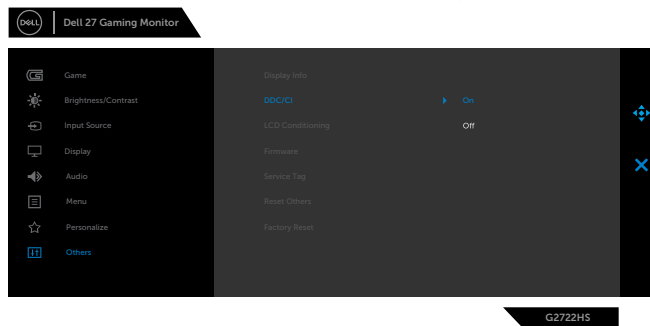 DELL
Dell 27 Gaming Monitor
Game
Display Info
Brightness/Contrast
DDC/CI
On
Input Source
LCD Conditioning
Off
Display
Firmware
Audio
Service Tag
Menu
Reset Others
Personalize
Factory Reset
Others
G2722HS